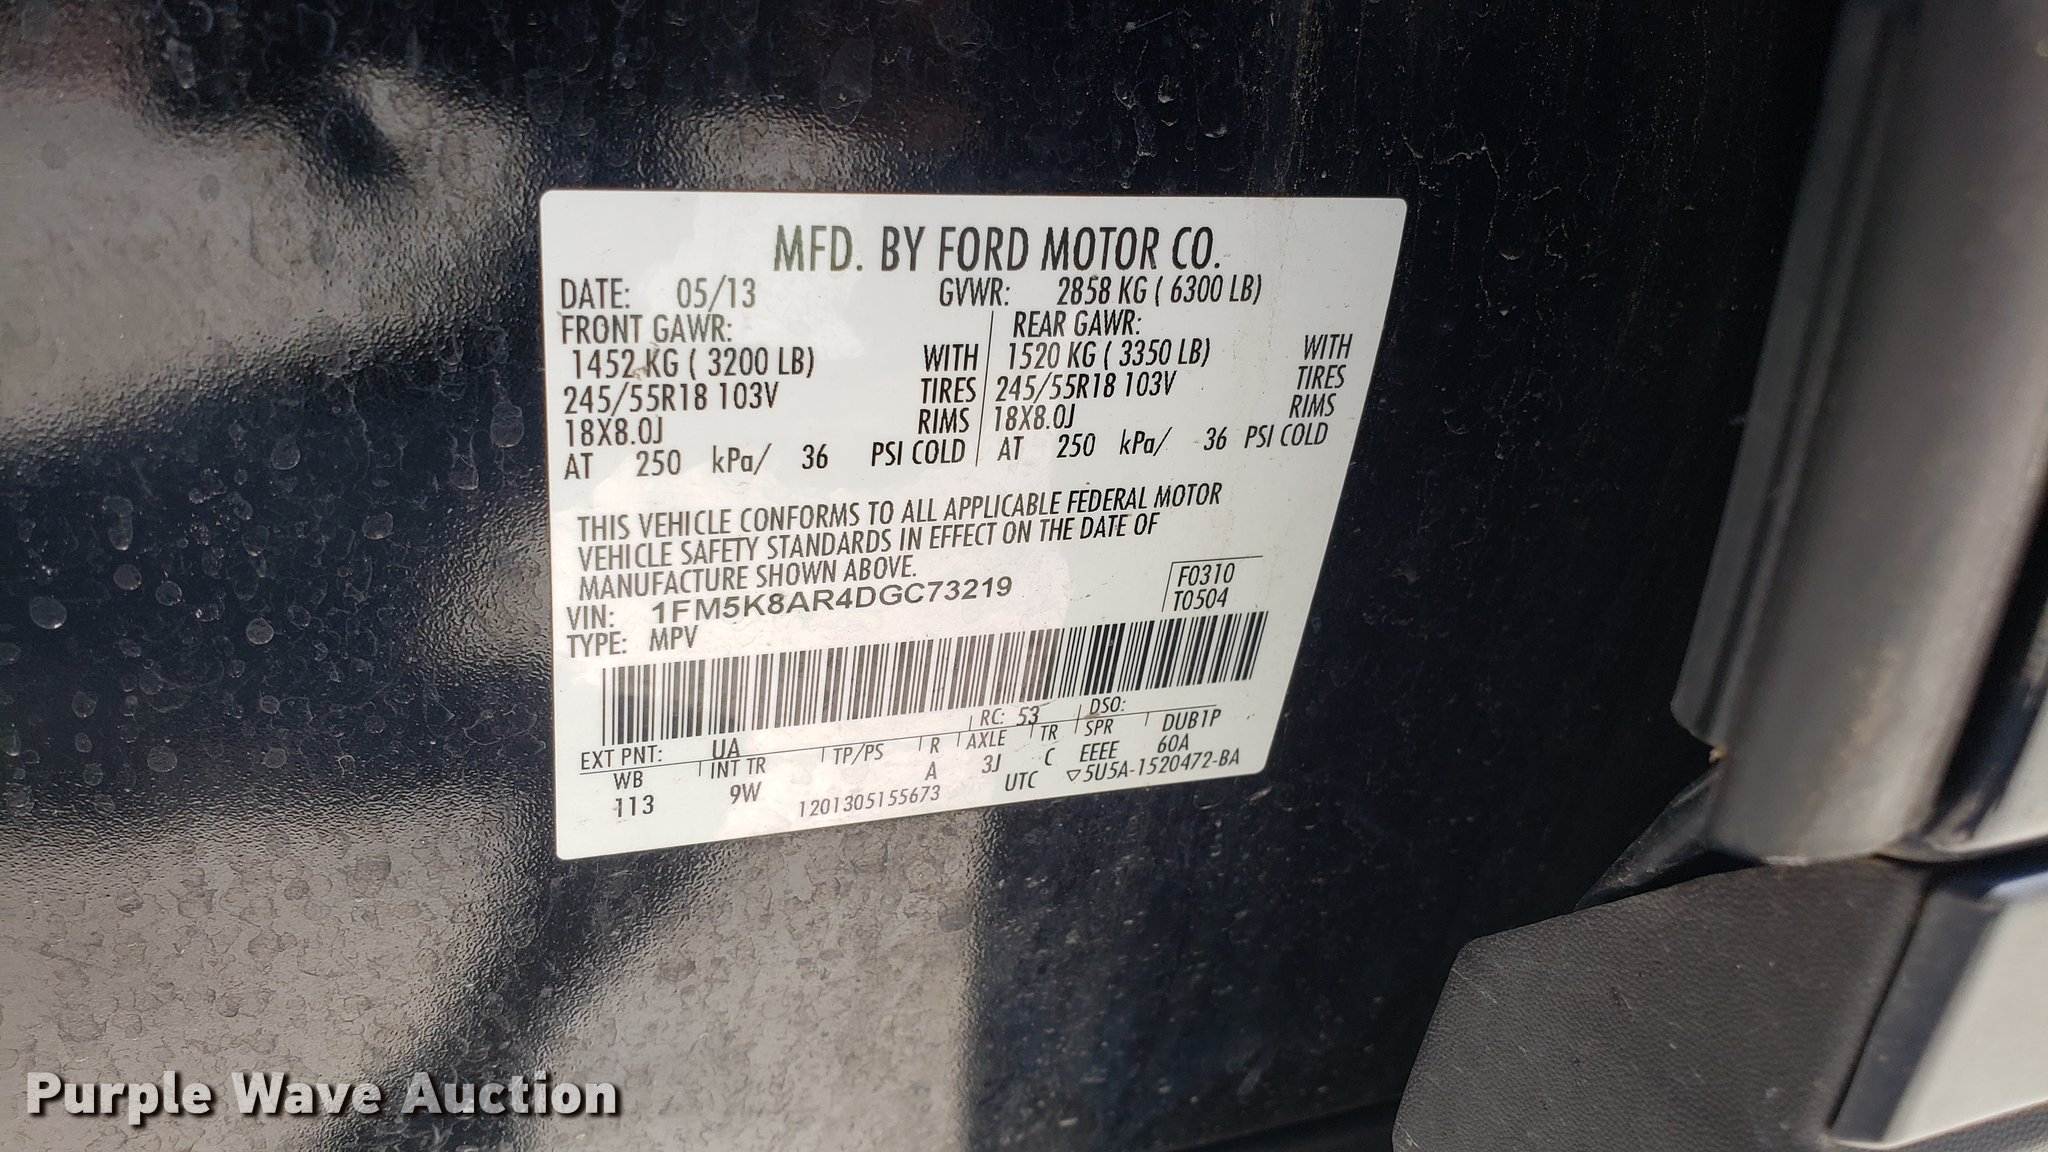 MFD. BY FORD MOTOR CO.
DATE: 05/13 GVWR: 2858 KG ( 6300 LB)
FRONT GAWR: REAR GAWR:
1452 KG ( 3200 LB) WITH 1520 KG ( 3350 LB) WITH
245/55R18 103V TIRES 245/55R18 103V TIRES
18X8.0J RIMS 18X8.0J RIMS
AT 250 kPa/ 36 PSI COLD AT 250 kPa/ 36 PSI COLD
THIS VEHICLE CONFORMS TO ALL APPLICABLE FEDERAL MOTOR
VEHICLE SAFETY STANDARDS IN EFFECT ON THE DATE OF
MANUFACTURE SHOWN ABOVE.
VIN: 1FM5K8AR4DGC73219 F0310
TYPE: MPV T0504
EXT PNT: UA RC: 53 DSO:
WB INT TR TP/PS R AXLE TR SPR DUB1P
113 9W A 3J C EEEE 60A
1201305155673 UTC ▽5U5A-1520472-BA
Purple Wave Auction